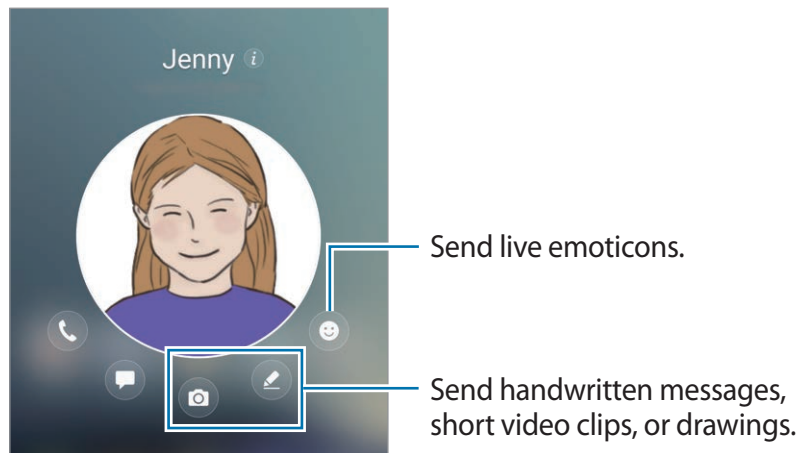 Jenny i
Send live emoticons.
Send handwritten messages,
short video clips, or drawings.